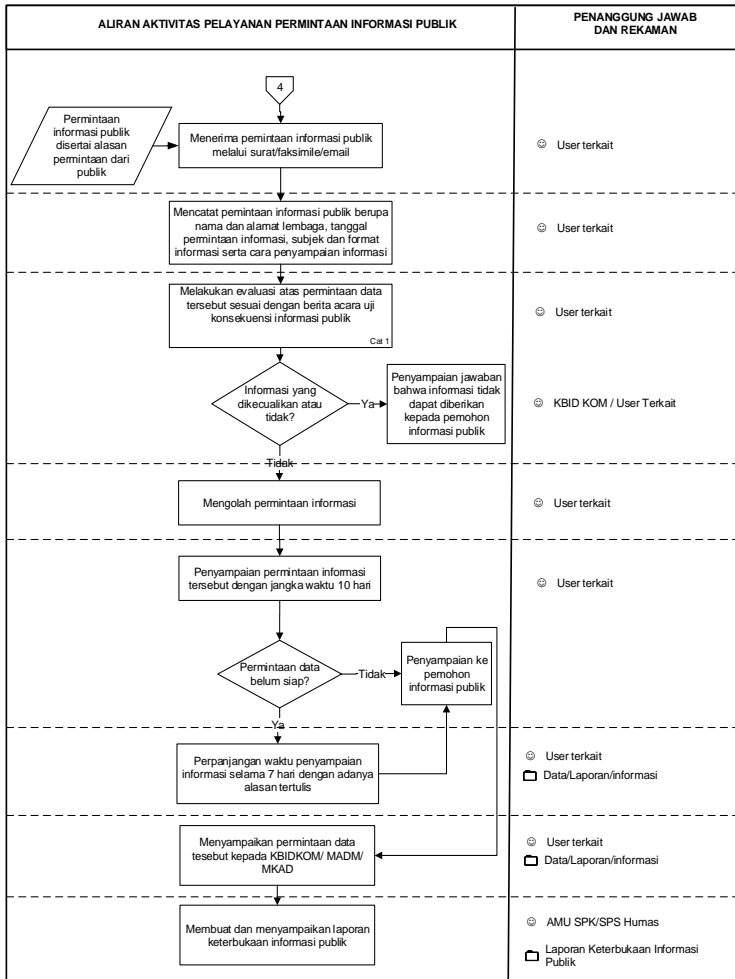 ALIRAN AKTIVITAS PELAYANAN PERMINTAAN INFORMASI PUBLIK
PENANGGUNG JAWAB
DAN REKAMAN
4
Permintaan
informasi publik
disertai alasan
permintaan dari
publik
Menerima pemintaan informasi publik
melalui surat/faksimile/email
User terkait
Mencatat pemintaan informasi publik berupa
nama dan alamat lembaga, tanggal
permintaan informasi, subjek dan format
informasi serta cara penyampaian informasi
User terkait
Melakukan evaluasi atas permintaan data
tersebut sesuai dengan berita acara uji
konsekuensi informasi publik
Cat 1
User terkait
Informasi yang
dikecualikan atau
tidak?
Ya
Penyampaian jawaban
bahwa informasi tidak
dapat diberikan
kepada pemohon
informasi publik
KBID KOM / User Terkait
Tidak
Mengolah permintaan informasi
User terkait
Penyampaian permintaan informasi
tersebut dengan jangka waktu 10 hari
User terkait
Permintaan data
belum siap?
Tidak
Penyampaian ke
pemohon
informasi publik
Ya
Perpanjangan waktu penyampaian
informasi selama 7 hari dengan adanya
alasan tertulis
User terkait
Data/Laporan/informasi
Menyampaikan permintaan data
tesebut kepada KBIDKOM/ MADM/
MKAD
User terkait
Data/Laporan/informasi
Membuat dan menyampaikan laporan
keterbukaan informasi publik
AMU SPK/SPS Humas
Laporan Keterbukaan Informasi
Publik